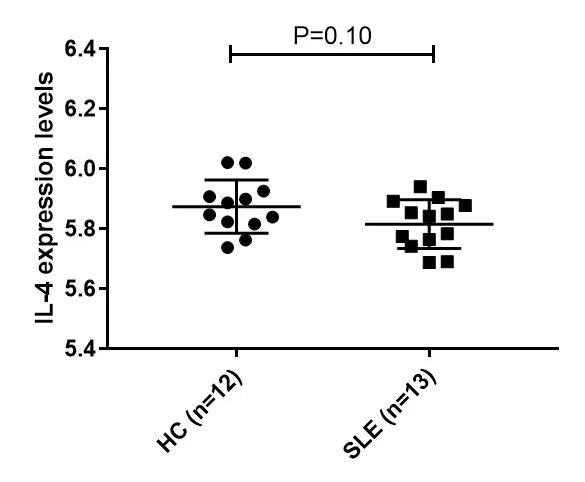 P=0.10
IL-4 expression levels
6.4
6.2
6.0
5.8
5.6
5.4
HC (n=12)
SLE (n=13)